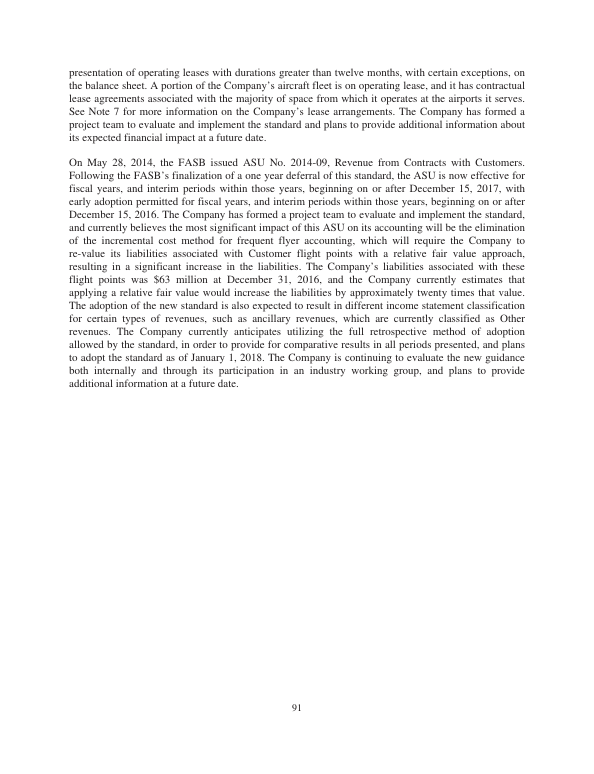 presentation of operating leases with durations greater than twelve months, with certain exceptions, on
the balance sheet. A portion of the Company's aircraft fleet is on operating lease, and it has contractual
lease agreements associated with the majority of space from which it operates at the airports it serves.
See Note 7 for more information on the Company's lease arrangements. The Company has formed a
project team to evaluate and implement the standard and plans to provide additional information about
its expected financial impact at a future date.
On May 28, 2014, the FASB issued ASU No. 2014-09, Revenue from Contracts with Customers.
Following the FASB's finalization of a one year deferral of this standard, the ASU is now effective for
fiscal years, and interim periods within those years, beginning on or after December 15, 2017, with
early adoption permitted for fiscal years, and interim periods within those years, beginning on or after
December 15, 2016. The Company has formed a project team to evaluate and implement the standard,
and currently believes the most significant impact of this ASU on its accounting will be the elimination
of the incremental cost method for frequent flyer accounting, which will require the Company to
re-value its liabilities associated with Customer flight points with a relative fair value approach,
resulting in a significant increase in the liabilities. The Company's liabilities associated with these
flight points was $63 million at December 31, 2016, and the Company currently estimates that
applying a relative fair value would increase the liabilities by approximately twenty times that value.
The adoption of the new standard is also expected to result in different income statement classification
for certain types of revenues, such as ancillary revenues, which are currently classified as Other
revenues. The Company currently anticipates utilizing the full retrospective method of adoption
allowed by the standard, in order to provide for comparative results in all periods presented, and plans
to adopt the standard as of January 1, 2018. The Company is continuing to evaluate the new guidance
both internally and through its participation in an industry working group, and plans to provide
additional information at a future date.
91